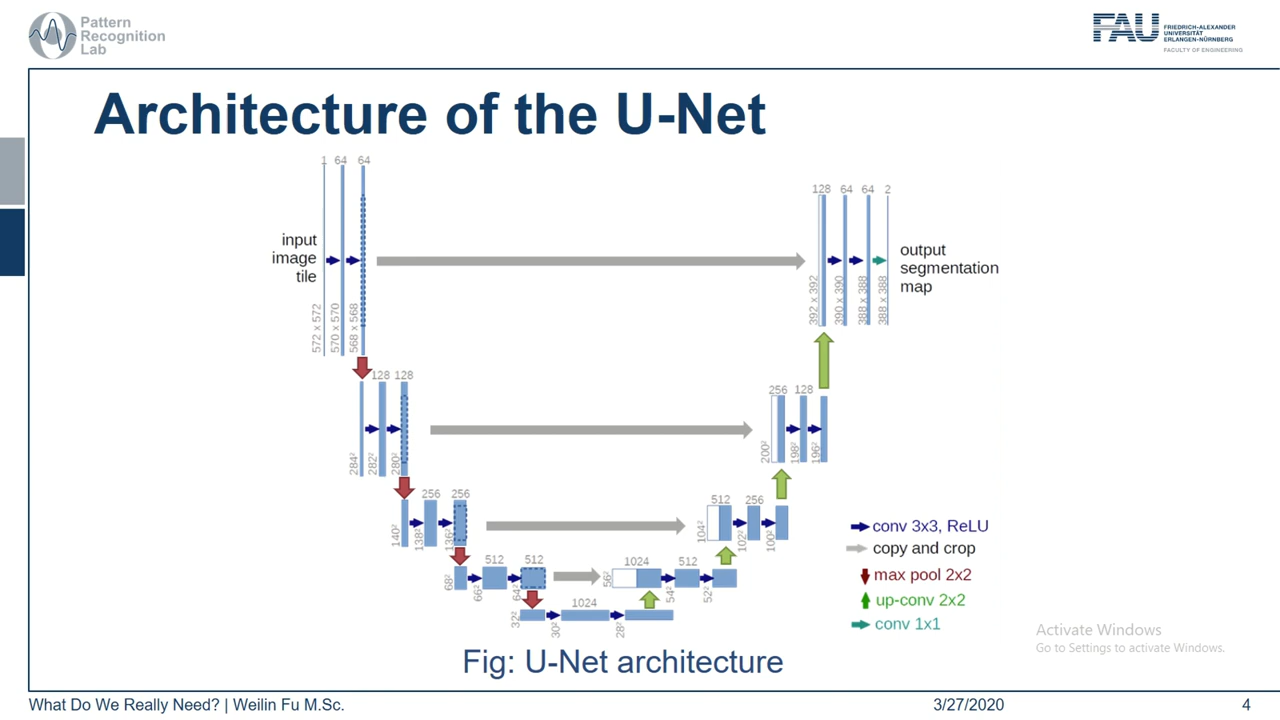 Pattern
Recognition
Lab
FAU
FRIEDRICH-ALEXANDER
UNIVERSITÄT
ERLANGEN-NÜRNBERG
FACULTY OF ENGINEERING
Architecture of the U-Net
1 64 64
input
image
tile
572 x 572
570 x 570
568 x 568
128 64 64 2
output
segmentation
map
392 x 392
390 x 390
388 x 388
388 x 388
128 128
284²
282²
280²
256 128
200²
198²
196²
256 256
140²
138²
136²
512 256
104²
102²
100²
512 512
68²
66²
64²
1024 512
56²
54²
52²
1024
32²
30²
28²
conv 3x3, ReLU
copy and crop
max pool 2x2
up-conv 2x2
conv 1x1
Activate Windows
Go to Settings to activate Windows.
Fig: U-Net architecture
What Do We Really Need? | Weilin Fu M.Sc.
3/27/2020
4